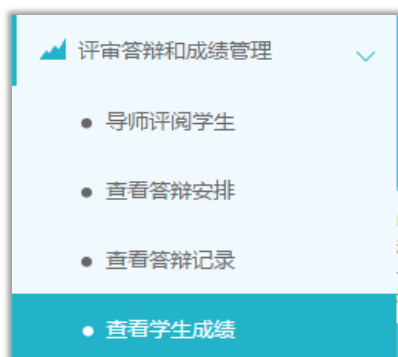 评审答辩和成绩管理
导师评阅学生
查看答辩安排
查看答辩记录
查看学生成绩